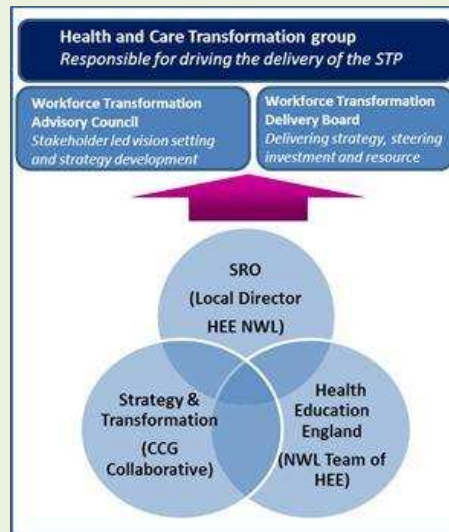 Health and Care Transformation group
Responsible for driving the delivery of the STP
Workforce Transformation
Advisory Council
Stakeholder led vision setting
and strategy development
Workforce Transformation
Delivery Board
Delivering strategy, steering
investment and resource
SRO
(Local Director
HEE NWL)
Strategy &
Transformation
(CCG
Collaborative)
Health
Education
England
(NWL Team of
HEE)